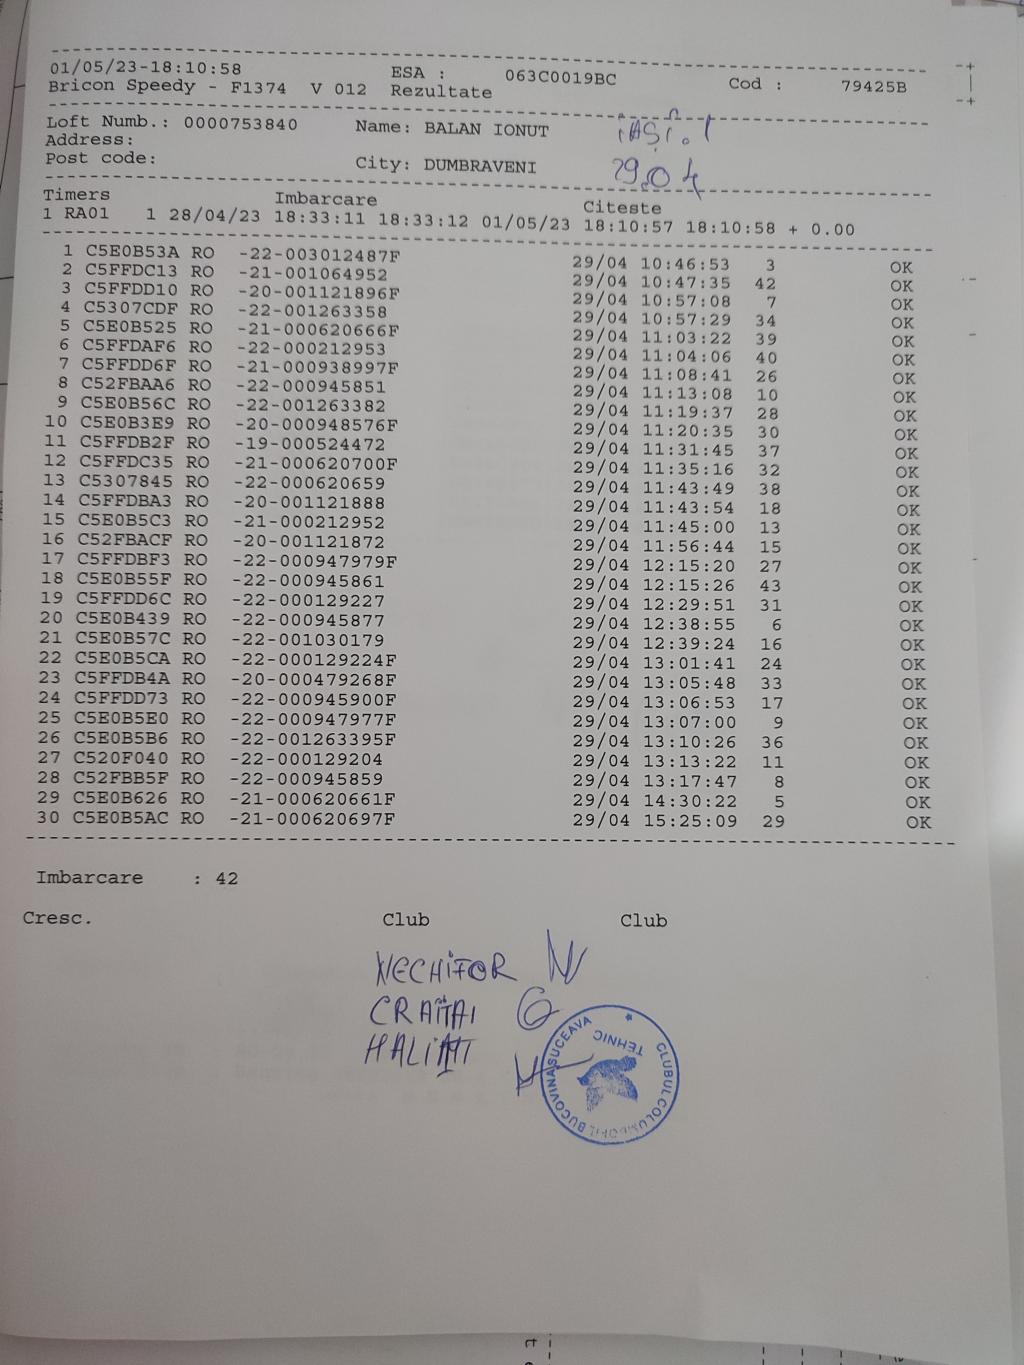 01/05/23-18:10:58 ESA : 063C0019BC Cod : 79425B
Bricon Speedy - F1374 V 012 Rezultate
Loft Numb.: 0000753840 Name: BALAN IONUT IAȘI.1
Address:
Post code: City: DUMBRAVENI 29.04
Timers Imbarcare Citeste
1 RA01 1 28/04/23 18:33:11 18:33:12 01/05/23 18:10:57 18:10:58 + 0.00
1 C5E0B53A RO -22-003012487F 29/04 10:46:53 3 OK
2 C5FFDC13 RO -21-001064952 29/04 10:47:35 42 OK
3 C5FFDD10 RO -20-001121896F 29/04 10:57:08 7 OK
4 C5307CDF RO -22-001263358 29/04 10:57:29 34 OK
5 C5E0B525 RO -21-000620666F 29/04 11:03:22 39 OK
6 C5FFDAF6 RO -22-000212953 29/04 11:04:06 40 OK
7 C5FFDD6F RO -21-000938997F 29/04 11:08:41 26 OK
8 C52FBAA6 RO -22-000945851 29/04 11:13:08 10 OK
9 C5E0B56C RO -22-001263382 29/04 11:19:37 28 OK
10 C5E0B3E9 RO -20-000948576F 29/04 11:20:35 30 OK
11 C5FFDB2F RO -19-000524472 29/04 11:31:45 37 OK
12 C5FFDC35 RO -21-000620700F 29/04 11:35:16 32 OK
13 C5307845 RO -22-000620659 29/04 11:43:49 38 OK
14 C5FFDBA3 RO -20-001121888 29/04 11:43:54 18 OK
15 C5E0B5C3 RO -21-000212952 29/04 11:45:00 13 OK
16 C52FBACF RO -20-001121872 29/04 11:56:44 15 OK
17 C5FFDBF3 RO -22-000947979F 29/04 12:15:20 27 OK
18 C5E0B55F RO -22-000945861 29/04 12:15:26 43 OK
19 C5FFDD6C RO -22-000129227 29/04 12:29:51 31 OK
20 C5E0B439 RO -22-000945877 29/04 12:38:55 6 OK
21 C5E0B57C RO -22-001030179 29/04 12:39:24 16 OK
22 C5E0B5CA RO -22-000129224F 29/04 13:01:41 24 OK
23 C5FFDB4A RO -20-000479268F 29/04 13:05:48 33 OK
24 C5FFDD73 RO -22-000945900F 29/04 13:06:53 17 OK
25 C5E0B5E0 RO -22-000947977F 29/04 13:07:00 9 OK
26 C5E0B5B6 RO -22-001263395F 29/04 13:10:26 36 OK
27 C520F040 RO -22-000129204 29/04 13:13:22 11 OK
28 C52FBB5F RO -22-000945859 29/04 13:17:47 8 OK
29 C5E0B626 RO -21-000620661F 29/04 14:30:22 5 OK
30 C5E0B5AC RO -21-000620697F 29/04 15:25:09 29 OK
Imbarcare : 42
Cresc. Club Club
NECHIFOR
CLUBUL COLUMBOFIL BUCOVINA SUCEAVA
TEHNIC